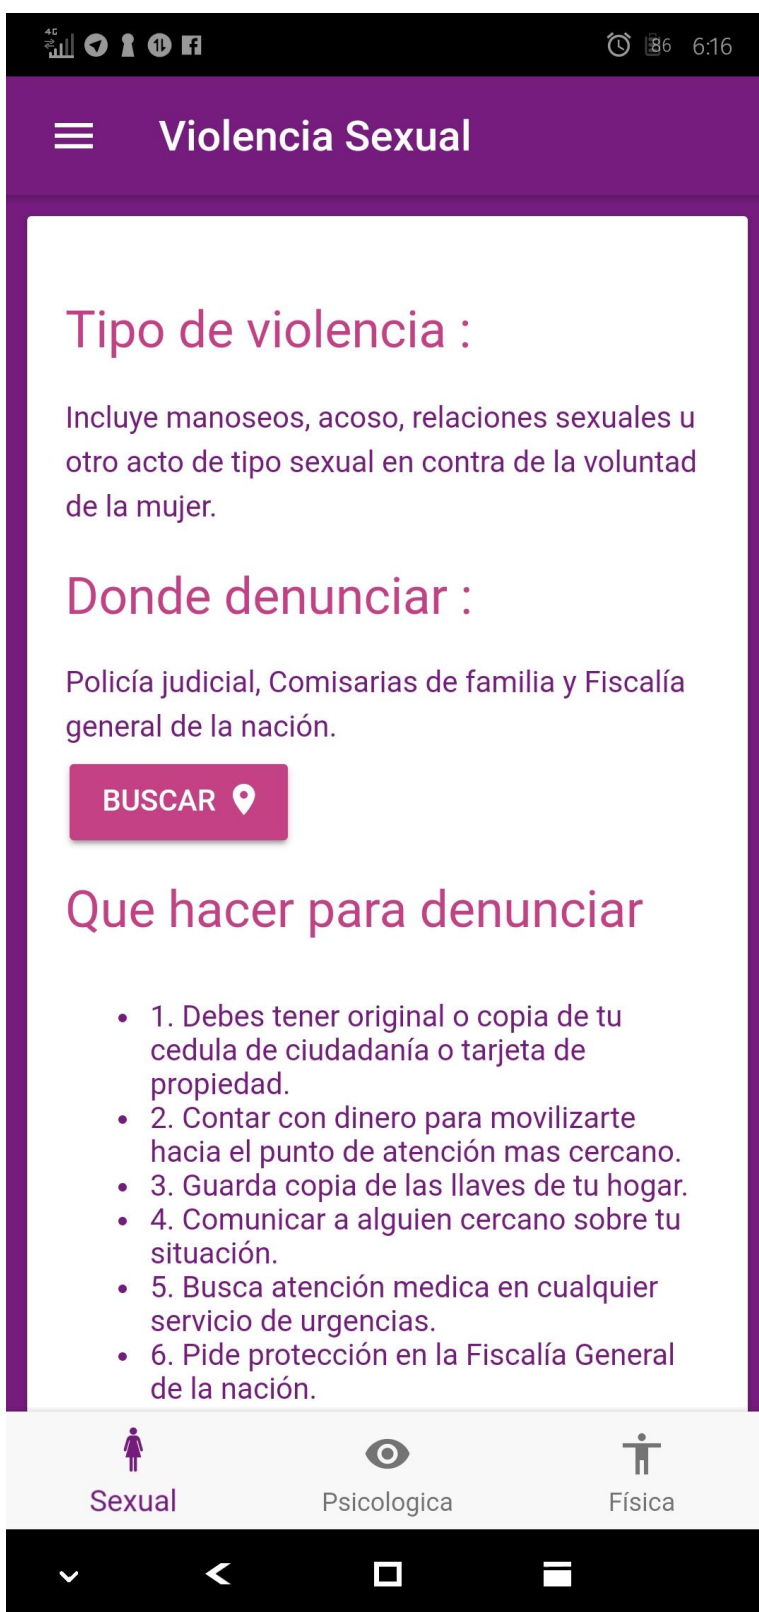 4G
86 6:16
Violencia Sexual
Tipo de violencia :
Incluye manoseos, acoso, relaciones sexuales u
otro acto de tipo sexual en contra de la voluntad
de la mujer.
Donde denunciar :
Policía judicial, Comisarias de familia y Fiscalía
general de la nación.
BUSCAR
Que hacer para denunciar
• 1. Debes tener original o copia de tu
cedula de ciudadanía o tarjeta de
propiedad.
• 2. Contar con dinero para movilizarte
hacia el punto de atención mas cercano.
• 3. Guarda copia de las llaves de tu hogar.
• 4. Comunicar a alguien cercano sobre tu
situación.
• 5. Busca atención medica en cualquier
servicio de urgencias.
• 6. Pide protección en la Fiscalía General
de la nación.
Sexual Psicologica Física